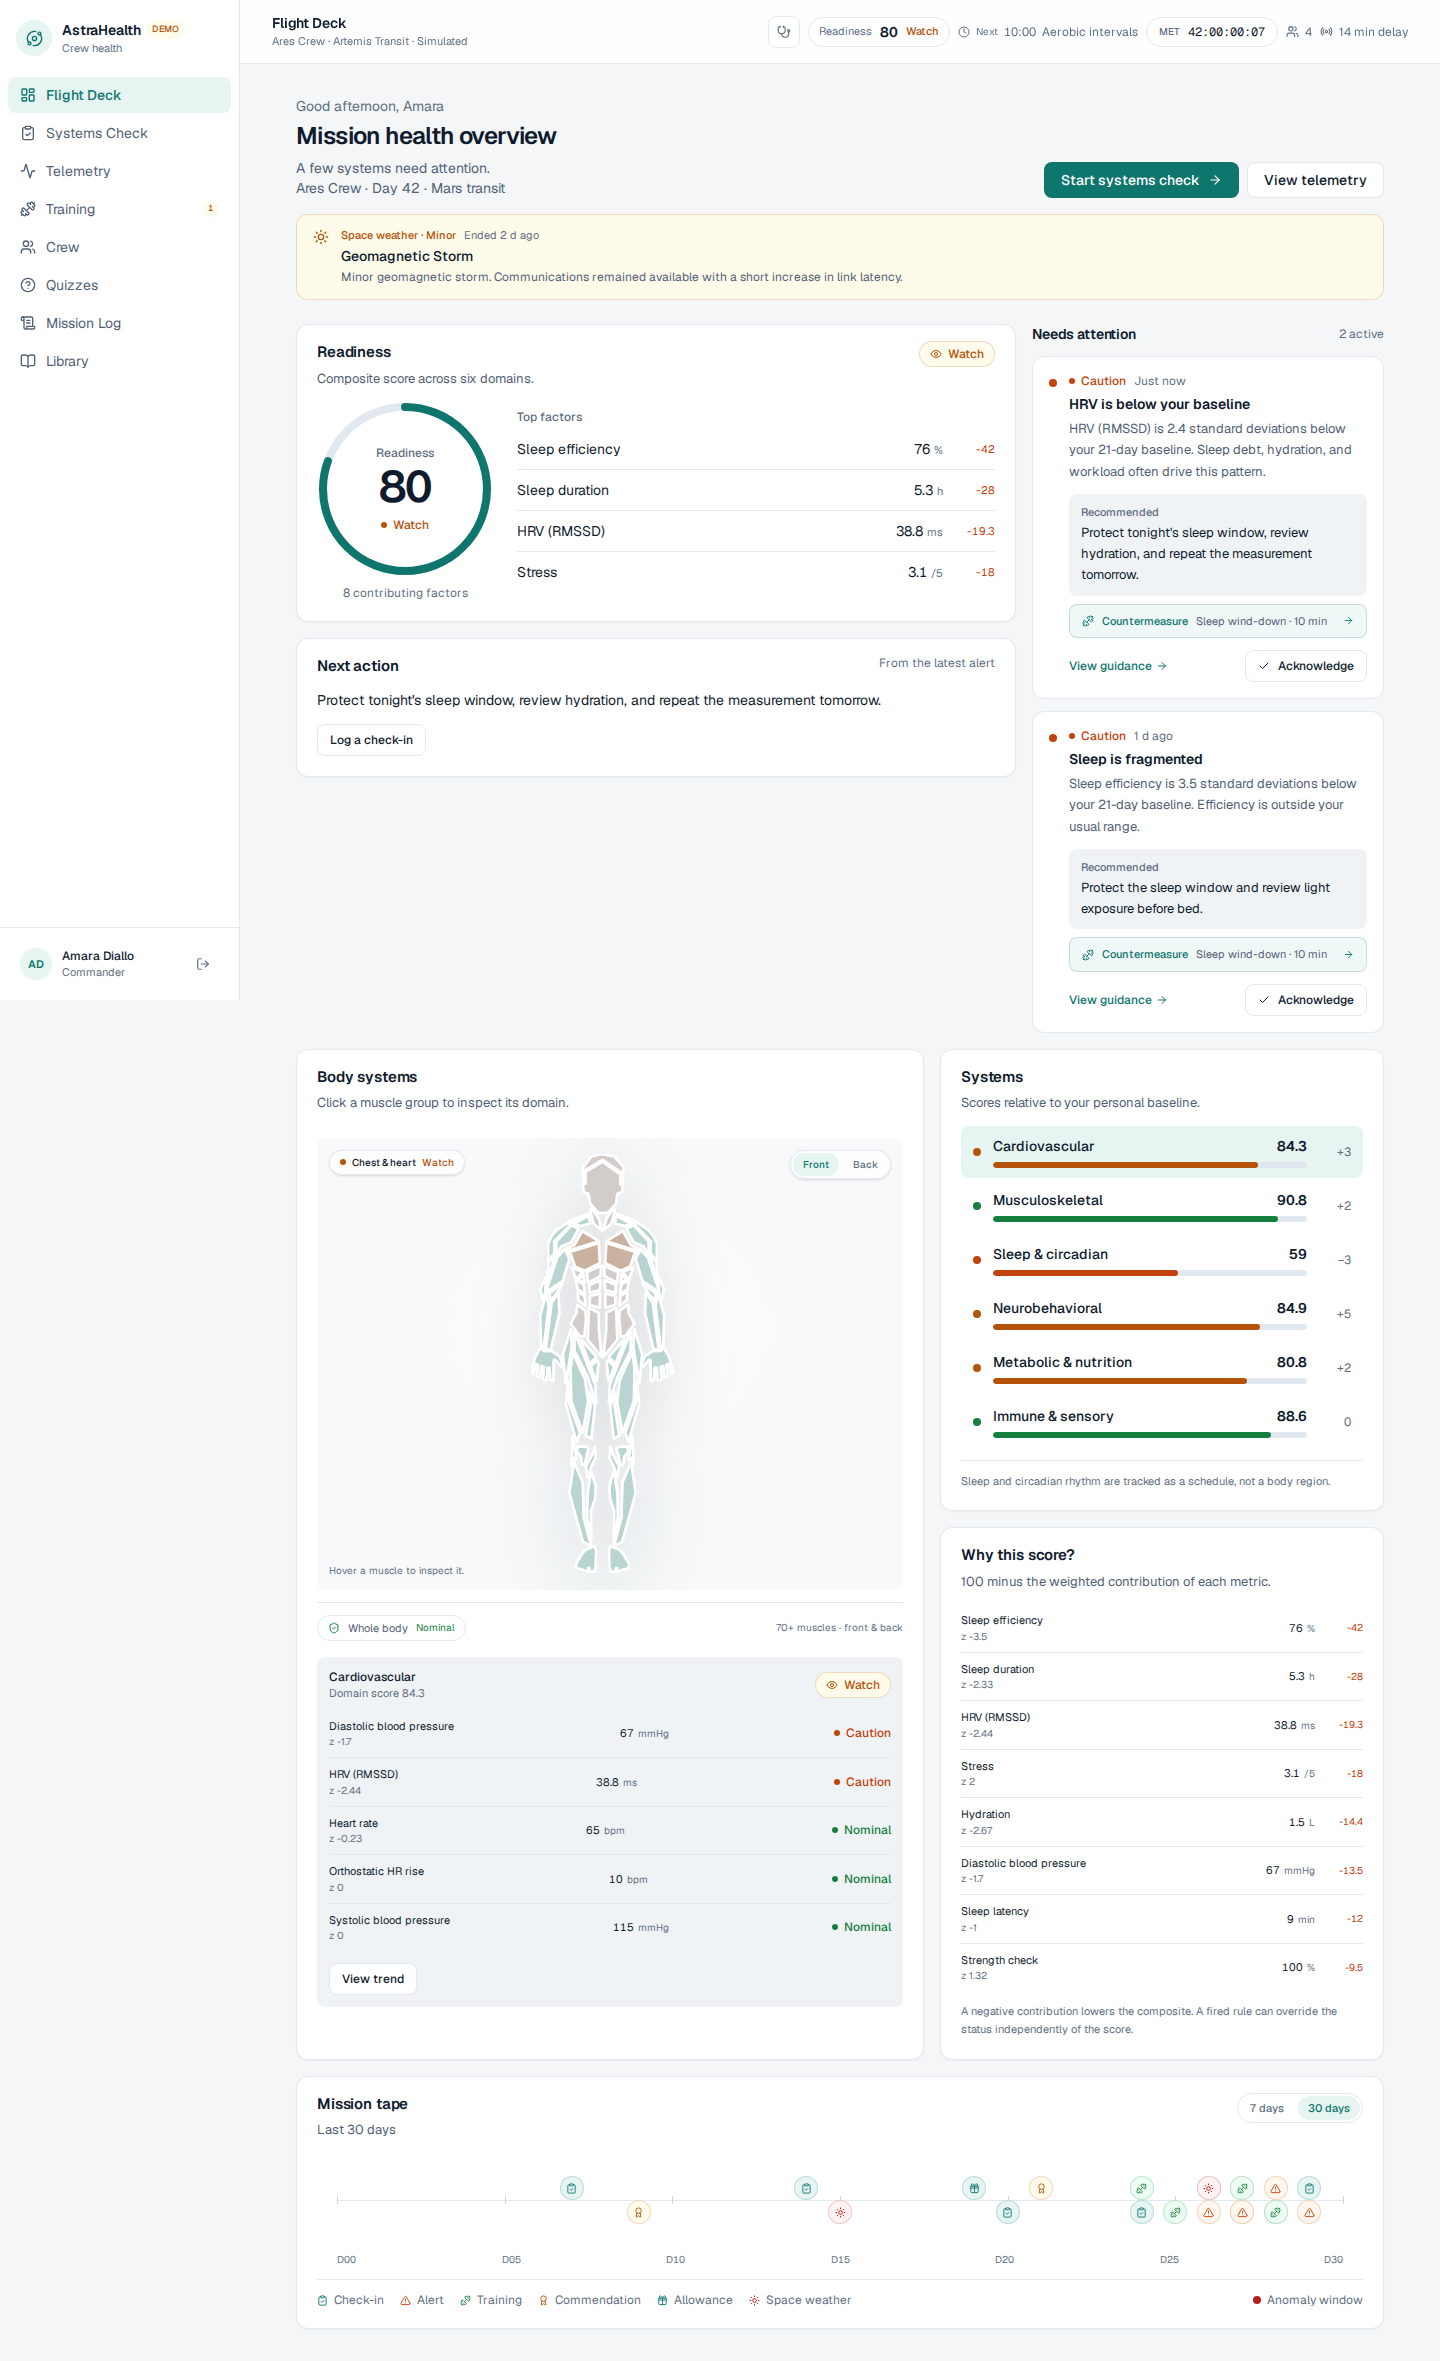 AstraHealth DEMO
Crew health
Flight Deck
Systems Check
Telemetry
Training 1
Crew
Quizzes
Mission Log
Library
AD
Amara Diallo
Commander
Flight Deck
Ares Crew · Artemis Transit · Simulated
Readiness 80 Watch
Next 10:00 Aerobic intervals
MET 42:00:00:07
4
14 min delay
Good afternoon, Amara
Mission health overview
A few systems need attention.
Ares Crew · Day 42 · Mars transit
Start systems check
View telemetry
Space weather · Minor Ended 2 d ago
Geomagnetic Storm
Minor geomagnetic storm. Communications remained available with a short increase in link latency.
Readiness
Watch
Composite score across six domains.
Readiness
80
Watch
8 contributing factors
Top factors
Sleep efficiency 76 % -42
Sleep duration 5.3 h -28
HRV (RMSSD) 38.8 ms -19.3
Stress 3.1 /5 -18
Next action
From the latest alert
Protect tonight's sleep window, review hydration, and repeat the measurement tomorrow.
Log a check-in
Needs attention
2 active
Caution Just now
HRV is below your baseline
HRV (RMSSD) is 2.4 standard deviations below
your 21-day baseline. Sleep debt, hydration, and
workload often drive this pattern.
Recommended
Protect tonight's sleep window, review
hydration, and repeat the measurement
tomorrow.
Countermeasure Sleep wind-down · 10 min
View guidance
Acknowledge
Caution 1 d ago
Sleep is fragmented
Sleep efficiency is 3.5 standard deviations below
your 21-day baseline. Efficiency is outside your
usual range.
Recommended
Protect the sleep window and review light
exposure before bed.
Countermeasure Sleep wind-down · 10 min
View guidance
Acknowledge
Body systems
Click a muscle group to inspect its domain.
Chest & heart Watch
Front Back
Hover a muscle to inspect it.
Whole body Nominal
70+ muscles · front & back
Cardiovascular
Domain score 84.3
Watch
Diastolic blood pressure
z -1.7
67 mmHg
Caution
HRV (RMSSD)
z -2.44
38.8 ms
Caution
Heart rate
z -0.23
65 bpm
Nominal
Orthostatic HR rise
z 0
10 bpm
Nominal
Systolic blood pressure
z 0
115 mmHg
Nominal
View trend
Systems
Scores relative to your personal baseline.
Cardiovascular 84.3 +3
Musculoskeletal 90.8 +2
Sleep & circadian 59 −3
Neurobehavioral 84.9 +5
Metabolic & nutrition 80.8 +2
Immune & sensory 88.6 0
Sleep and circadian rhythm are tracked as a schedule, not a body region.
Why this score?
100 minus the weighted contribution of each metric.
Sleep efficiency
z -3.5
76 % -42
Sleep duration
z -2.33
5.3 h -28
HRV (RMSSD)
z -2.44
38.8 ms -19.3
Stress
z 2
3.1 /5 -18
Hydration
z -2.67
1.5 L -14.4
Diastolic blood pressure
z -1.7
67 mmHg -13.5
Sleep latency
z -1
9 min -12
Strength check
z 1.32
100 % -9.5
A negative contribution lowers the composite. A fired rule can override the
status independently of the score.
Mission tape
Last 30 days
7 days 30 days
D00 D05 D10 D15 D20 D25 D30
Check-in Alert Training Commendation Allowance Space weather
Anomaly window